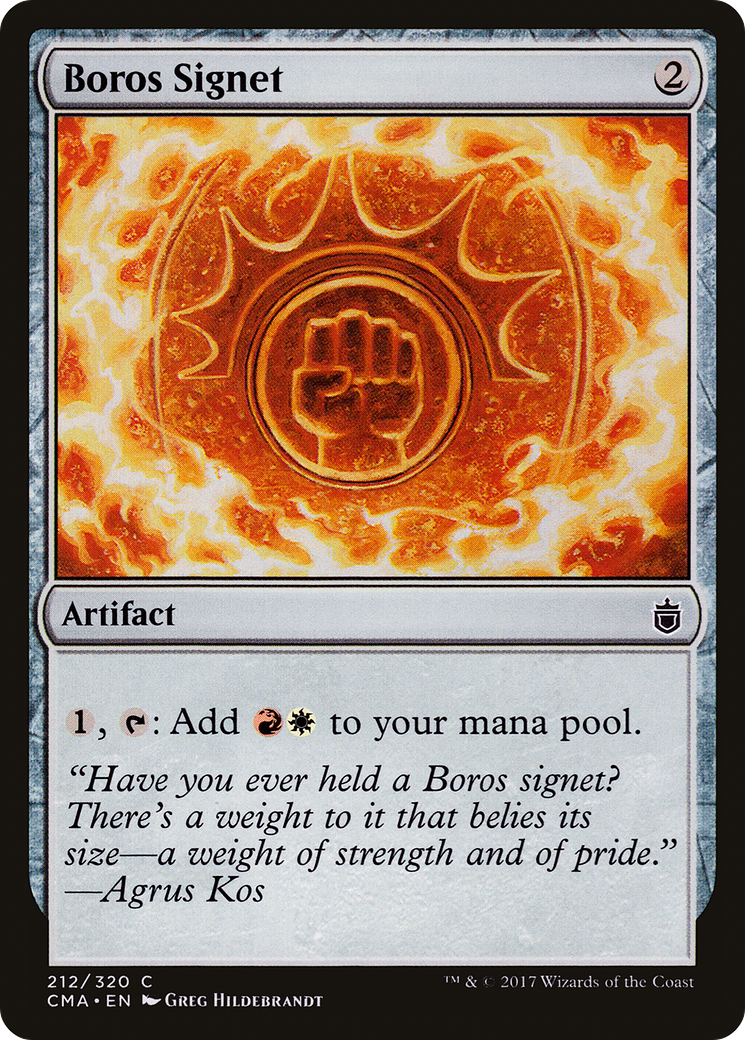 Boros Signet 2
Artifact
1, : Add to your mana pool.
“Have you ever held a Boros signet?
There’s a weight to it that belies its
size—a weight of strength and of pride.”
—Agrus Kos
212/320 C
™ & © 2017 Wizards of the Coast
CMA • EN Greg Hildebrandt